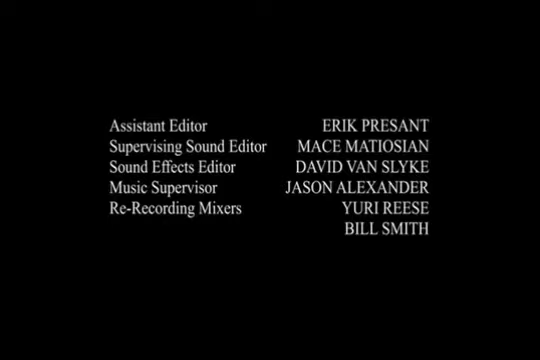 Assistant Editor ERIK PRESANT
Supervising Sound Editor MACE MATIOSIAN
Sound Effects Editor DAVID VAN SLYKE
Music Supervisor JASON ALEXANDER
Re-Recording Mixers YURI REESE
BILL SMITH